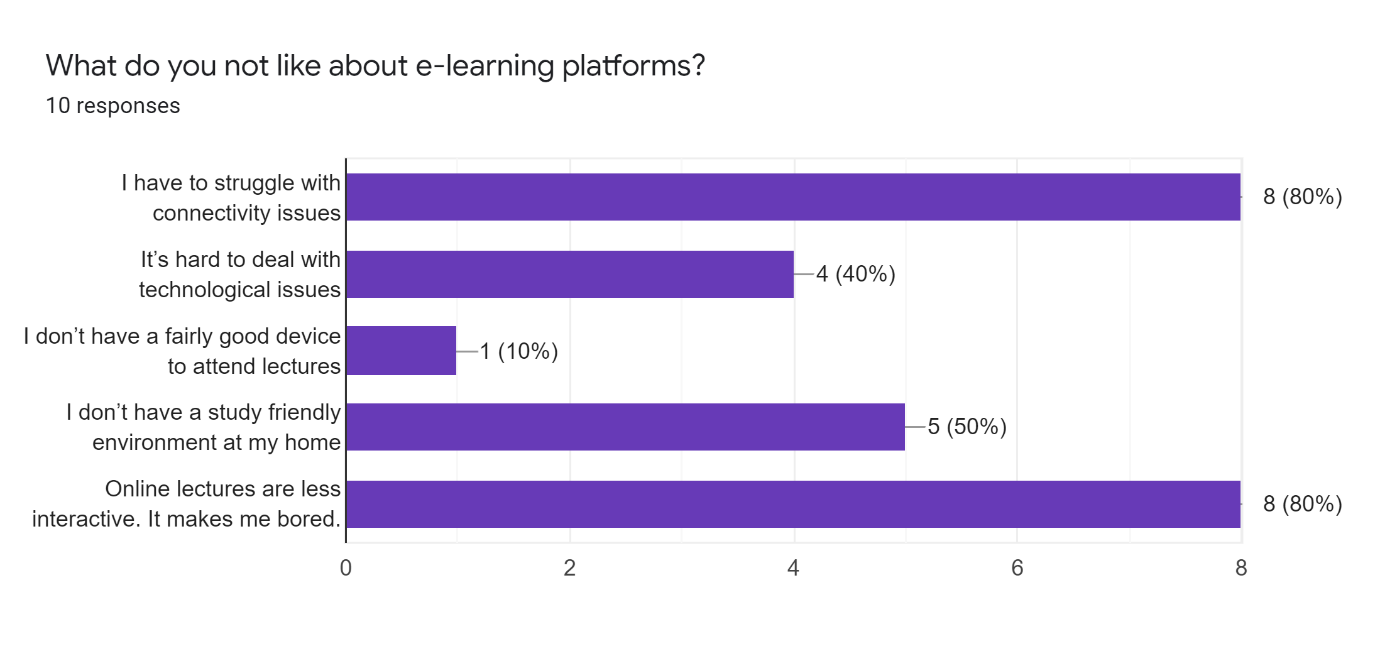 What do you not like about e-learning platforms?
10 responses
I have to struggle with
connectivity issues
8 (80%)
It’s hard to deal with
technological issues
4 (40%)
I don’t have a fairly good device
to attend lectures
1 (10%)
I don’t have a study friendly
environment at my home
5 (50%)
Online lectures are less
interactive. It makes me bored.
8 (80%)
0 2 4 6 8